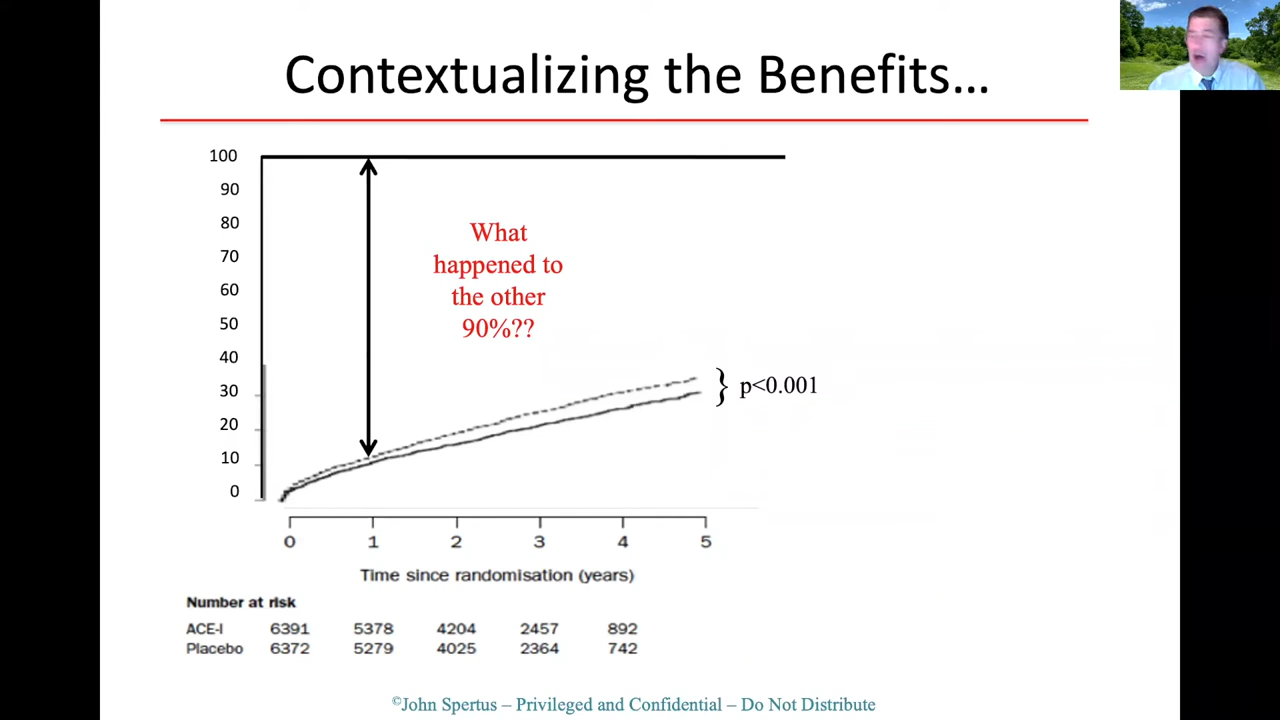 Contextualizing the Benefits…
100
90
80
70
60
50
40
30
20
10
0
What
happened to
the other
90%??
} p<0.001
0 1 2 3 4 5
Time since randomisation (years)
Number at risk
ACE-I 6391 5378 4204 2457 892
Placebo 6372 5279 4025 2364 742
©John Spertus – Privileged and Confidential – Do Not Distribute